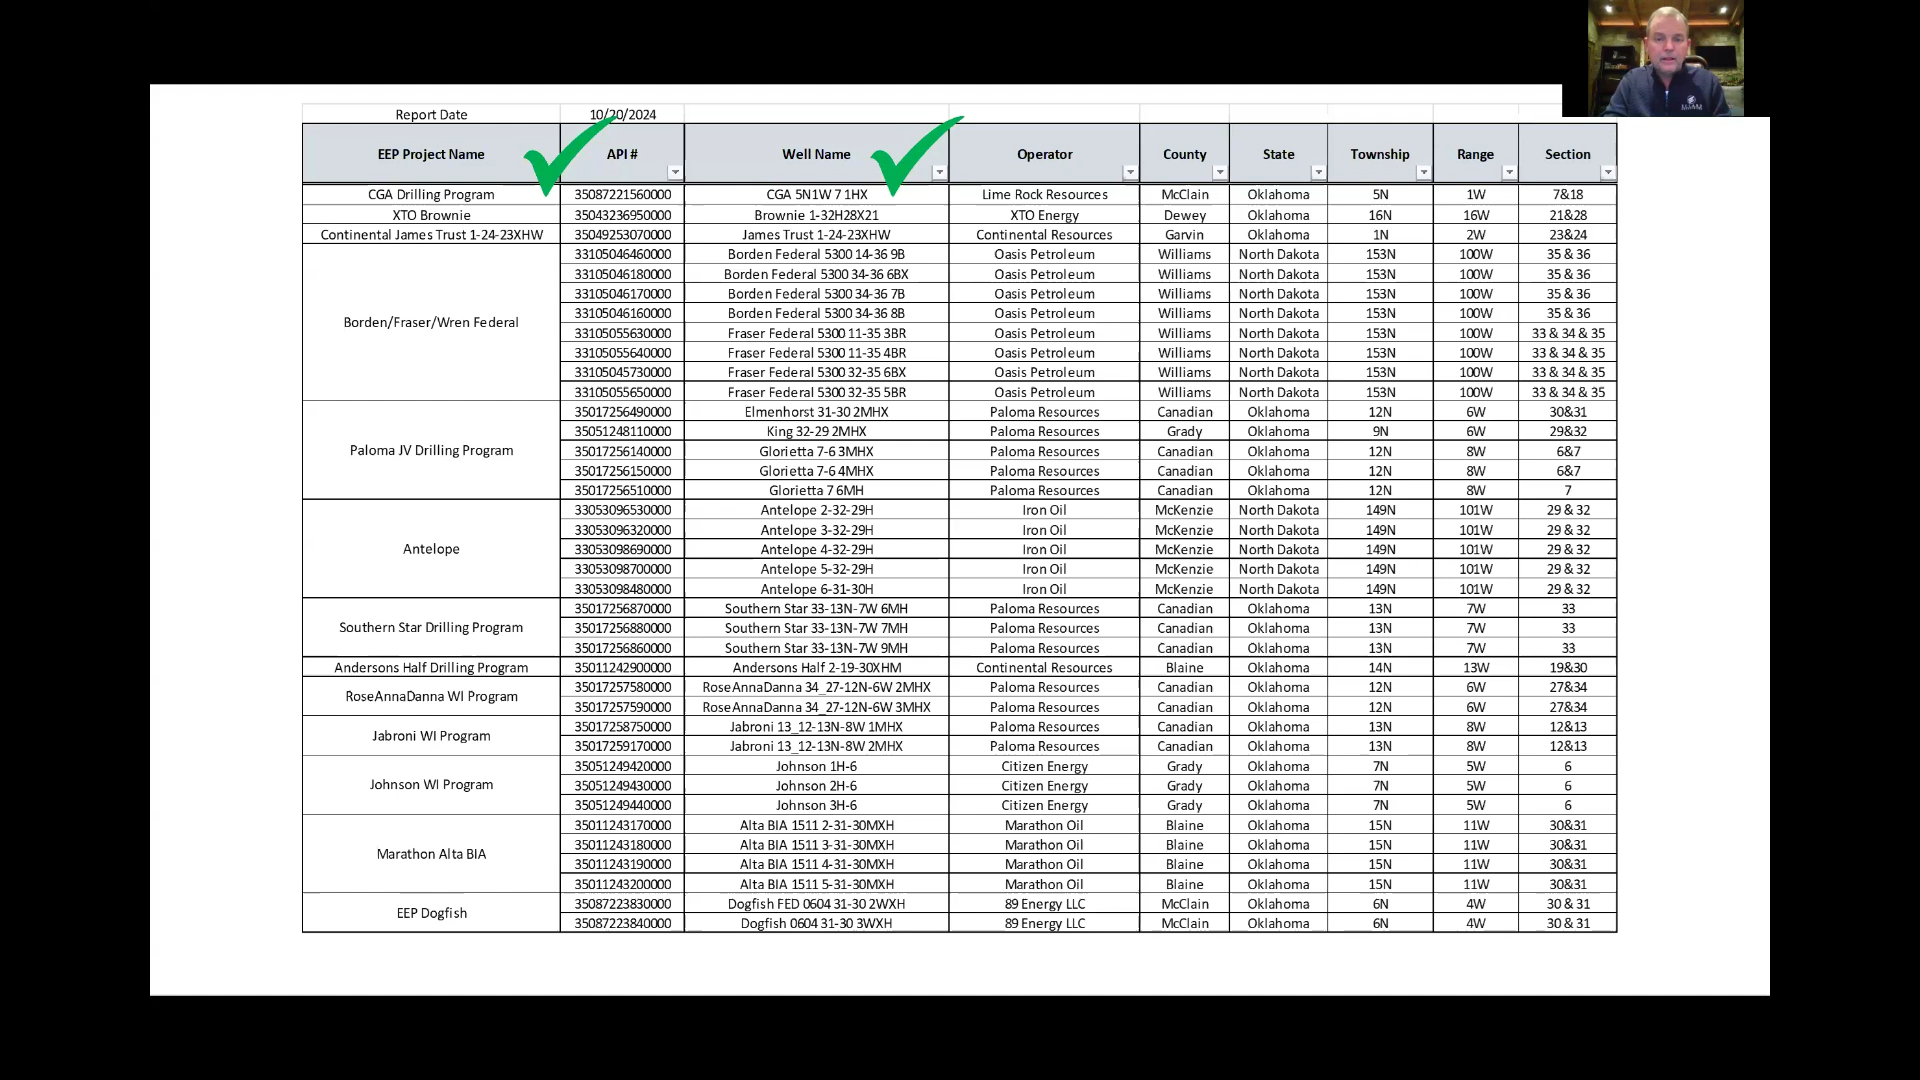 Report Date 10/20/2024
EEP Project Name API # Well Name Operator County State Township Range Section
CGA Drilling Program 35087221560000 CGA 5N1W 7 1HX Lime Rock Resources McClain Oklahoma 5N 1W 7&18
XTO Brownie 35043236950000 Brownie 1-32H28X21 XTO Energy Dewey Oklahoma 16N 16W 21&28
Continental James Trust 1-24-23XHW 35049253070000 James Trust 1-24-23XHW Continental Resources Garvin Oklahoma 1N 2W 23&24
Borden/Fraser/Wren Federal
33105046460000 Borden Federal 5300 14-36 9B Oasis Petroleum Williams North Dakota 153N 100W 35 & 36
33105046180000 Borden Federal 5300 34-36 6BX Oasis Petroleum Williams North Dakota 153N 100W 35 & 36
33105046170000 Borden Federal 5300 34-36 7B Oasis Petroleum Williams North Dakota 153N 100W 35 & 36
33105046160000 Borden Federal 5300 34-36 8B Oasis Petroleum Williams North Dakota 153N 100W 35 & 36
33105055630000 Fraser Federal 5300 11-35 3BR Oasis Petroleum Williams North Dakota 153N 100W 33 & 34 & 35
33105055640000 Fraser Federal 5300 11-35 4BR Oasis Petroleum Williams North Dakota 153N 100W 33 & 34 & 35
33105045730000 Fraser Federal 5300 32-35 6BX Oasis Petroleum Williams North Dakota 153N 100W 33 & 34 & 35
33105055650000 Fraser Federal 5300 32-35 5BR Oasis Petroleum Williams North Dakota 153N 100W 33 & 34 & 35
Paloma JV Drilling Program
35017256490000 Elmenhorst 31-30 2MHX Paloma Resources Canadian Oklahoma 12N 6W 30&31
35051248110000 King 32-29 2MHX Paloma Resources Grady Oklahoma 9N 6W 29&32
35017256140000 Glorietta 7-6 3MHX Paloma Resources Canadian Oklahoma 12N 8W 6&7
35017256150000 Glorietta 7-6 4MHX Paloma Resources Canadian Oklahoma 12N 8W 6&7
35017256510000 Glorietta 7 6MH Paloma Resources Canadian Oklahoma 12N 8W 7
Antelope
33053096530000 Antelope 2-32-29H Iron Oil McKenzie North Dakota 149N 101W 29 & 32
33053096320000 Antelope 3-32-29H Iron Oil McKenzie North Dakota 149N 101W 29 & 32
33053098690000 Antelope 4-32-29H Iron Oil McKenzie North Dakota 149N 101W 29 & 32
33053098700000 Antelope 5-32-29H Iron Oil McKenzie North Dakota 149N 101W 29 & 32
33053098480000 Antelope 6-31-30H Iron Oil McKenzie North Dakota 149N 101W 29 & 32
Southern Star Drilling Program
35017256870000 Southern Star 33-13N-7W 6MH Paloma Resources Canadian Oklahoma 13N 7W 33
35017256880000 Southern Star 33-13N-7W 7MH Paloma Resources Canadian Oklahoma 13N 7W 33
35017256860000 Southern Star 33-13N-7W 9MH Paloma Resources Canadian Oklahoma 13N 7W 33
Andersons Half Drilling Program 35011242900000 Andersons Half 2-19-30XHM Continental Resources Blaine Oklahoma 14N 13W 19&30
RoseAnnaDanna WI Program
35017257580000 RoseAnnaDanna 34_27-12N-6W 2MHX Paloma Resources Canadian Oklahoma 12N 6W 27&34
35017257590000 RoseAnnaDanna 34_27-12N-6W 3MHX Paloma Resources Canadian Oklahoma 12N 6W 27&34
Jabroni WI Program
35017258750000 Jabroni 13_12-13N-8W 1MHX Paloma Resources Canadian Oklahoma 13N 8W 12&13
35017259170000 Jabroni 13_12-13N-8W 2MHX Paloma Resources Canadian Oklahoma 13N 8W 12&13
Johnson WI Program
35051249420000 Johnson 1H-6 Citizen Energy Grady Oklahoma 7N 5W 6
35051249430000 Johnson 2H-6 Citizen Energy Grady Oklahoma 7N 5W 6
35051249440000 Johnson 3H-6 Citizen Energy Grady Oklahoma 7N 5W 6
Marathon Alta BIA
35011243170000 Alta BIA 1511 2-31-30MXH Marathon Oil Blaine Oklahoma 15N 11W 30&31
35011243180000 Alta BIA 1511 3-31-30MXH Marathon Oil Blaine Oklahoma 15N 11W 30&31
35011243190000 Alta BIA 1511 4-31-30MXH Marathon Oil Blaine Oklahoma 15N 11W 30&31
35011243200000 Alta BIA 1511 5-31-30MXH Marathon Oil Blaine Oklahoma 15N 11W 30&31
EEP Dogfish
35087223830000 Dogfish FED 0604 31-30 2WXH 89 Energy LLC McClain Oklahoma 6N 4W 30 & 31
35087223840000 Dogfish 0604 31-30 3WXH 89 Energy LLC McClain Oklahoma 6N 4W 30 & 31